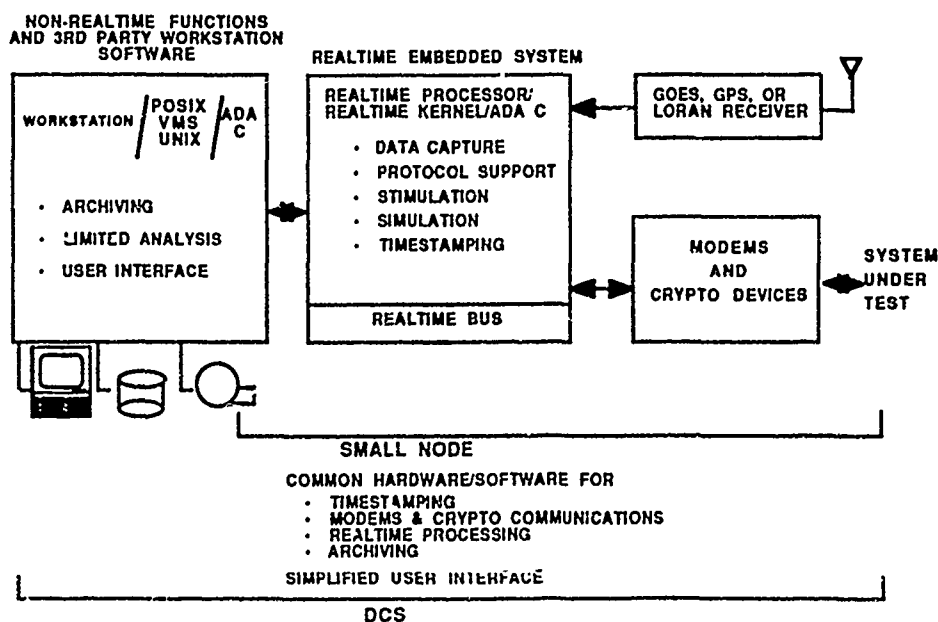 NON-REALTIME FUNCTIONS
AND 3RD PARTY WORKSTATION
SOFTWARE
WORKSTATION / POSIX VMS UNIX / ADA C
• ARCHIVING
• LIMITED ANALYSIS
• USER INTERFACE
REALTIME EMBEDDED SYSTEM
REALTIME PROCESSOR/
REALTIME KERNEL/ADA C
• DATA CAPTURE
• PROTOCOL SUPPORT
• STIMULATION
• SIMULATION
• TIMESTAMPING
REALTIME BUS
GOES, GPS, OR
LORAN RECEIVER
MODEMS
AND
CRYPTO DEVICES
SYSTEM
UNDER
TEST
SMALL NODE
COMMON HARDWARE/SOFTWARE FOR
• TIMESTAMPING
• MODEMS & CRYPTO COMMUNICATIONS
• REALTIME PROCESSING
• ARCHIVING
SIMPLIFIED USER INTERFACE
DCS